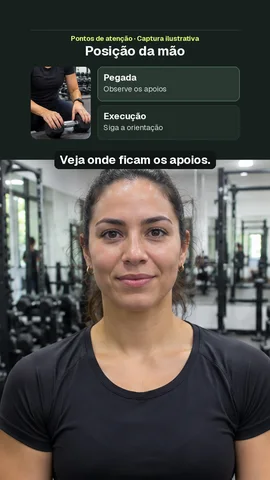 Pontos de atenção · Captura ilustrativa
Posição da mão
Pegada
Observe os apoios
Execução
Siga a orientação
Veja onde ficam os apoios.